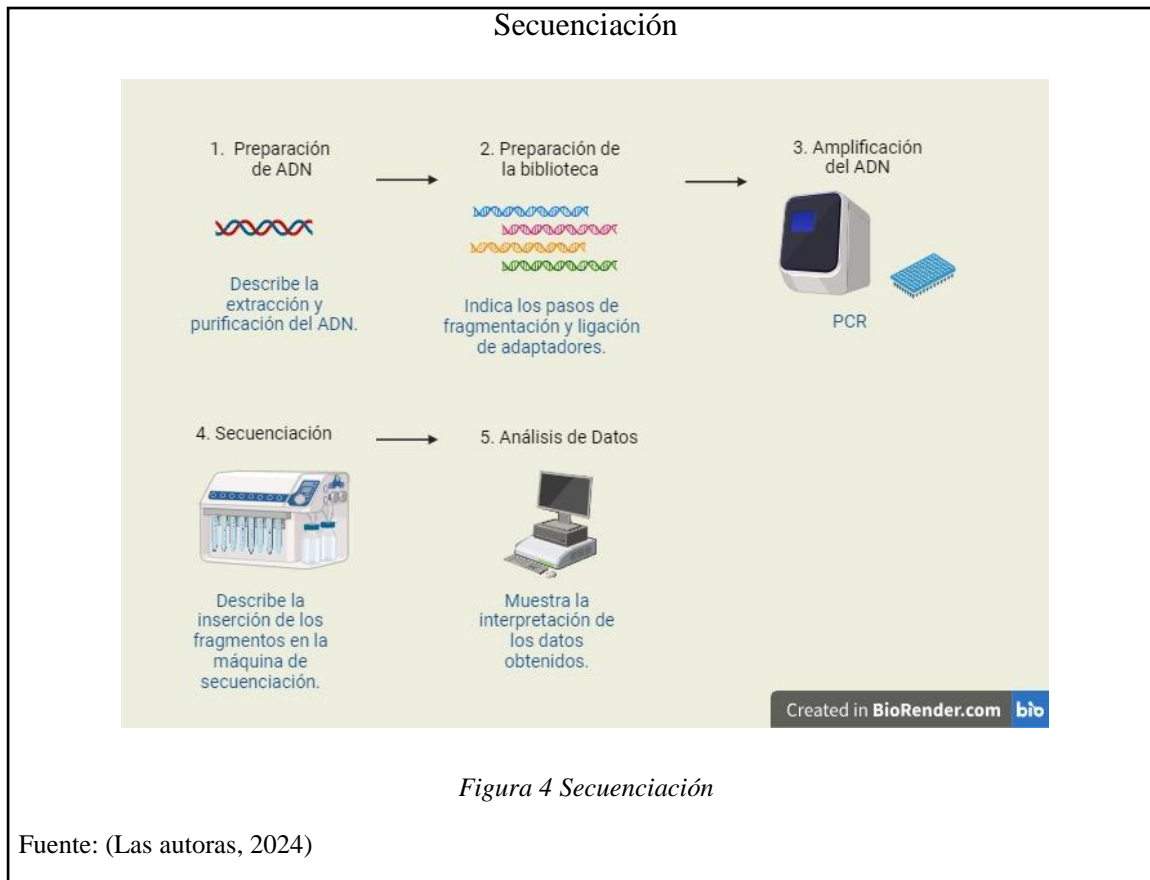 Secuenciación
1. Preparación
de ADN
Describe la
extracción y
purificación del ADN.
2. Preparación de
la biblioteca
Indica los pasos de
fragmentación y ligación
de adaptadores.
3. Amplificación
del ADN
PCR
4. Secuenciación
Describe la
inserción de los
fragmentos en la
máquina de
secuenciación.
5. Análisis de Datos
Muestra la
interpretación de
los datos
obtenidos.
Created in BioRender.com bio
Figura 4 Secuenciación
Fuente: (Las autoras, 2024)